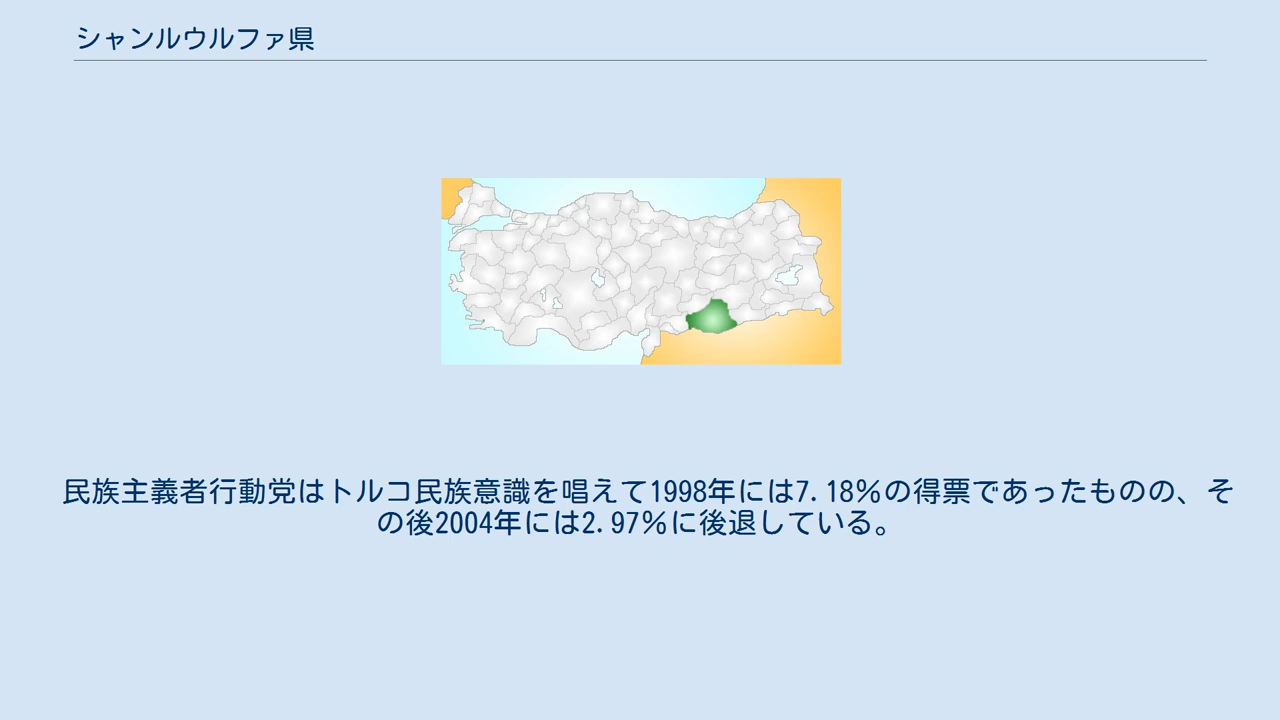 シャンルウルファ県
民族主義者行動党はトルコ民族意識を唱えて1998年には7.18%の得票であったものの、そ
の後2004年には2.97%に後退している。